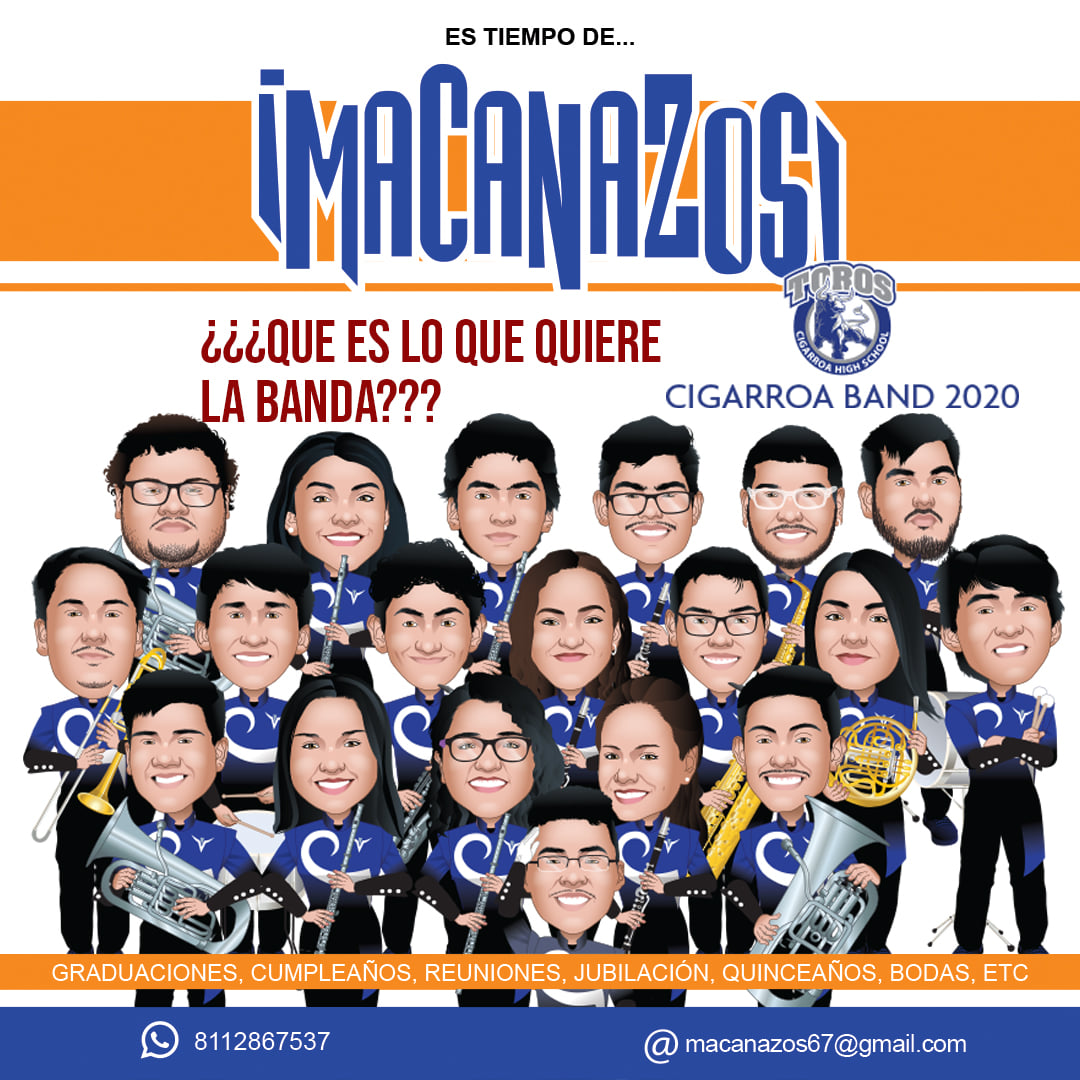 ES TIEMPO DE...
¡MACANAZOS!
TOROS
CIGARROA HIGH SCHOOL
¿¿¿QUE ES LO QUE QUIERE
LA BANDA???
CIGARROA BAND 2020
GRADUACIONES, CUMPLEAÑOS, REUNIONES, JUBILACIÓN, QUINCEAÑOS, BODAS, ETC
8112867537
@ macanazos67@gmail.com